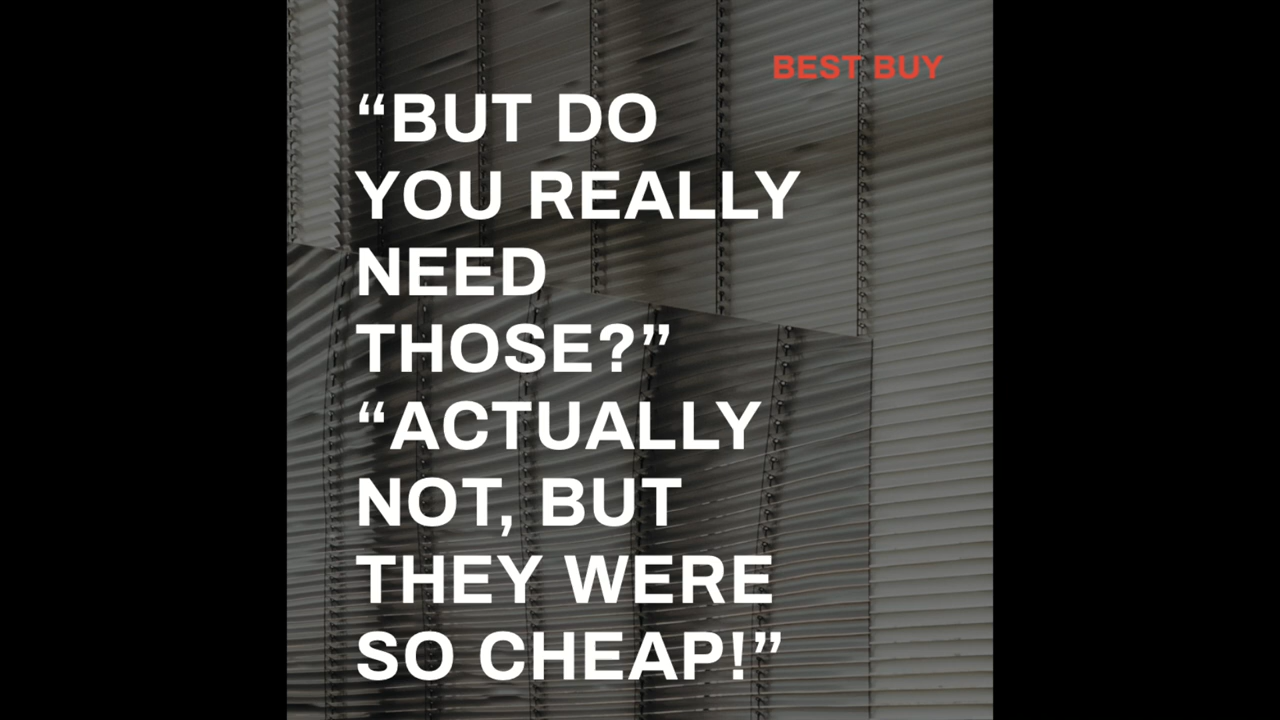 BEST BUY
“BUT DO
YOU REALLY
NEED
THOSE?”
“ACTUALLY
NOT, BUT
THEY WERE
SO CHEAP!”